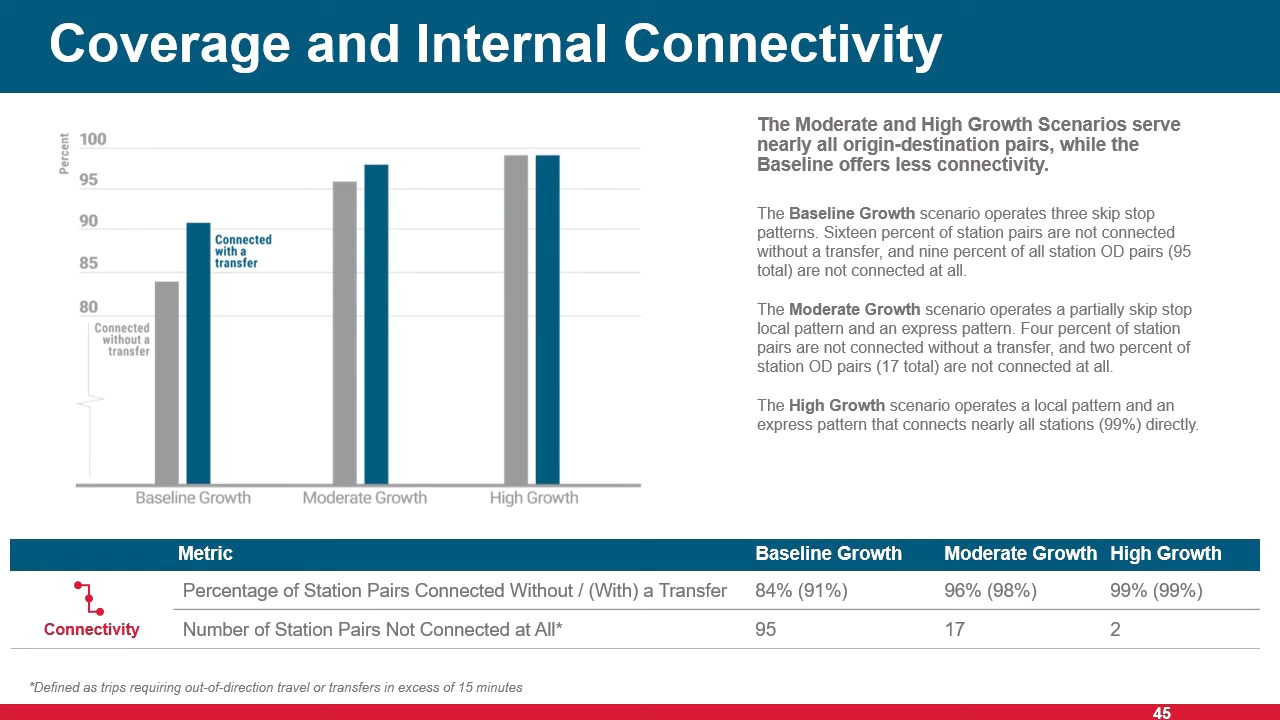 Coverage and Internal Connectivity
Percent
100
95
90
85
80
Connected
with a
transfer
Connected
without a
transfer
Baseline Growth
Moderate Growth
High Growth
The Moderate and High Growth Scenarios serve
nearly all origin-destination pairs, while the
Baseline offers less connectivity.
The Baseline Growth scenario operates three skip stop
patterns. Sixteen percent of station pairs are not connected
without a transfer, and nine percent of all station OD pairs (95
total) are not connected at all.
The Moderate Growth scenario operates a partially skip stop
local pattern and an express pattern. Four percent of station
pairs are not connected without a transfer, and two percent of
station OD pairs (17 total) are not connected at all.
The High Growth scenario operates a local pattern and an
express pattern that connects nearly all stations (99%) directly.
Metric Baseline Growth Moderate Growth High Growth
Percentage of Station Pairs Connected Without / (With) a Transfer 84% (91%) 96% (98%) 99% (99%)
Connectivity
Number of Station Pairs Not Connected at All* 95 17 2
*Defined as trips requiring out-of-direction travel or transfers in excess of 15 minutes
45